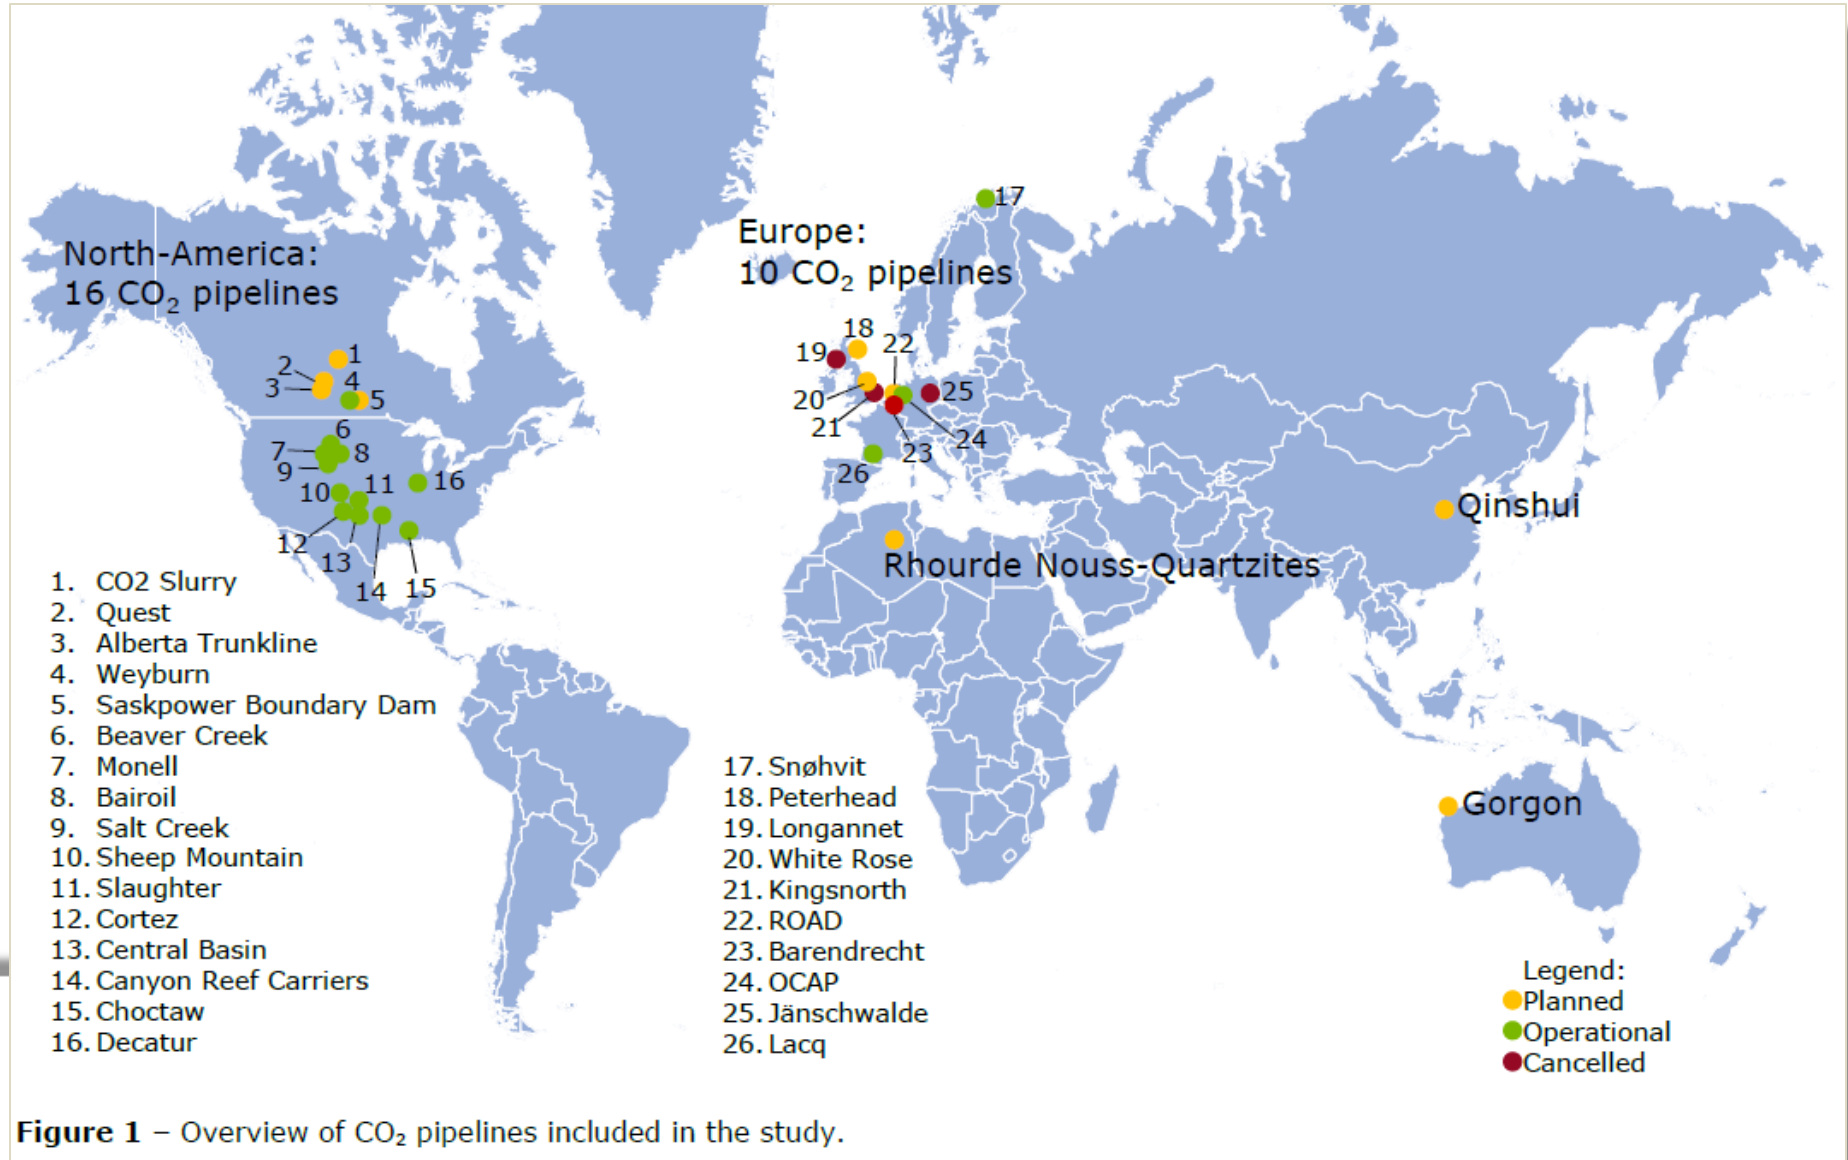 North-America:
16 CO₂ pipelines
Europe:
10 CO₂ pipelines
1
2
3
4
5
6
7
8
9
10
11
12
13
14
15
16
17
18
19
20
21
22
23
24
25
26
Qinshui
Rhourde Nouss-Quartzites
Gorgon
1. CO2 Slurry
2. Quest
3. Alberta Trunkline
4. Weyburn
5. Saskpower Boundary Dam
6. Beaver Creek
7. Monell
8. Bairoil
9. Salt Creek
10. Sheep Mountain
11. Slaughter
12. Cortez
13. Central Basin
14. Canyon Reef Carriers
15. Choctaw
16. Decatur
17. Snøhvit
18. Peterhead
19. Longannet
20. White Rose
21. Kingsnorth
22. ROAD
23. Barendrecht
24. OCAP
25. Jänschwalde
26. Lacq
Legend:
Planned
Operational
Cancelled
Figure 1 – Overview of CO₂ pipelines included in the study.